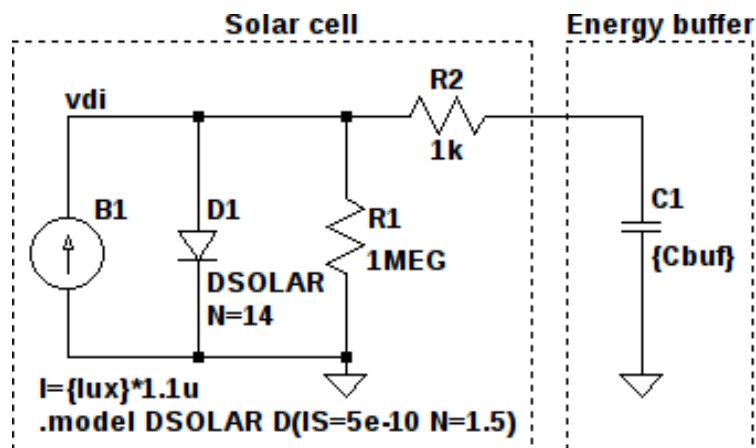 Solar cell
Energy buffer
vdi
R2
1k
B1
D1
R1
1MEG
C1
{Cbuf}
DSOLAR
N=14
I={lux}*1.1u
.model DSOLAR D(IS=5e-10 N=1.5)